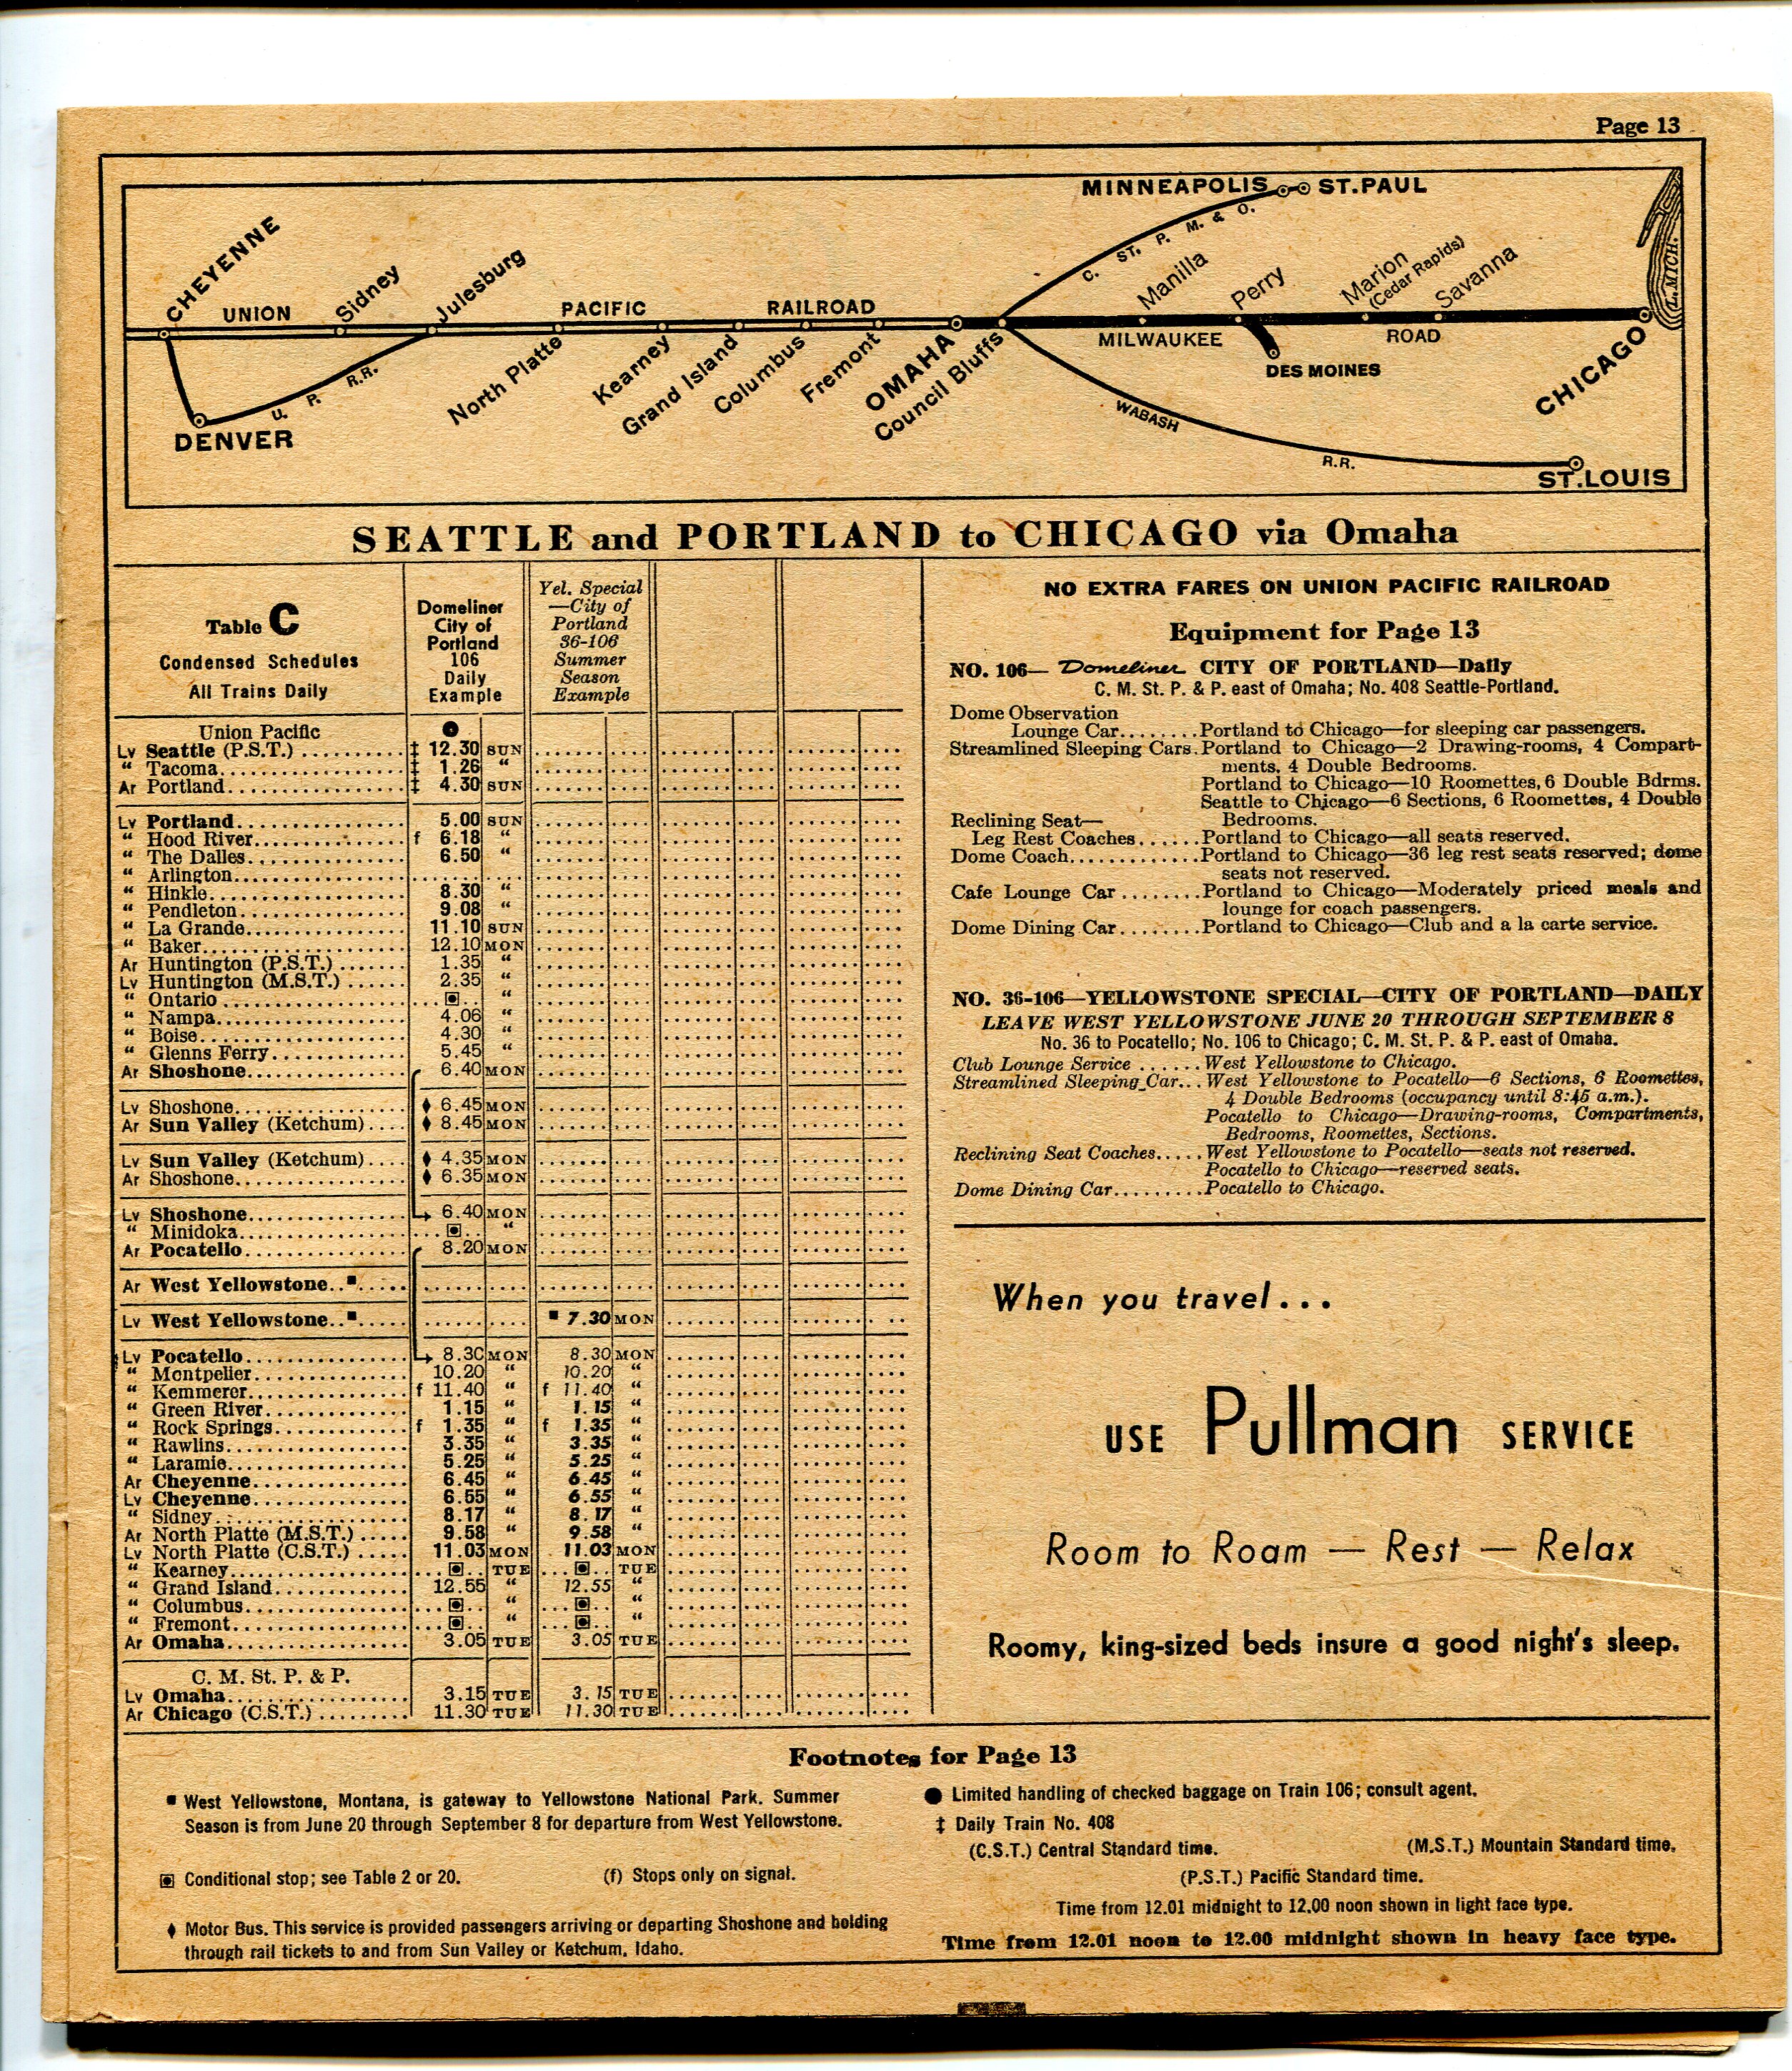 Page 13
MINNEAPOLIS ST. PAUL
C. ST. P. M. & O.
CHEYENNE
UNION
Sidney
Julesburg
PACIFIC
RAILROAD
Manilla
Perry
Marion
(Cedar Rapids)
Savanna
L. MICH.
MILWAUKEE
ROAD
DES MOINES
CHICAGO
North Platte
Kearney
Grand Island
Columbus
Fremont
OMAHA
Council Bluffs
U. P. R.R.
DENVER
WABASH
R.R.
ST. LOUIS
SEATTLE and PORTLAND to CHICAGO via Omaha
Table C
Condensed Schedules
All Trains Daily
Domeliner
City of
Portland
106
Daily
Example
Yel. Special
—City of
Portland
36-106
Summer
Season
Example
Union Pacific ●
Lv Seattle (P.S.T.) .......... ‡ 12.30 SUN
“ Tacoma.......... ‡ 1.26 “
Ar Portland.......... ‡ 4.30 SUN
Lv Portland.......... 5.00 SUN
“ Hood River.......... f 6.18 “
“ The Dalles.......... 6.50 “
“ Arlington..........
“ Hinkle.......... 8.30 “
“ Pendleton.......... 9.08 “
“ La Grande.......... 11.10 SUN
“ Baker.......... 12.10 MON
Ar Huntington (P.S.T.) .......... 1.35 “
Lv Huntington (M.S.T.) .......... 2.35 “
“ Ontario .......... ▣ “
“ Nampa.......... 4.06 “
“ Boise.......... 4.30 “
“ Glenns Ferry.......... 5.45 “
Ar Shoshone.......... 6.40 MON
Lv Shoshone.......... ♦ 6.45 MON
Ar Sun Valley (Ketchum).... ♦ 8.45 MON
Lv Sun Valley (Ketchum).... ♦ 4.35 MON
Ar Shoshone.......... ♦ 6.35 MON
Lv Shoshone.......... 6.40 MON
“ Minidoka.......... ▣ “
Ar Pocatello.......... 8.20 MON
Ar West Yellowstone..■.....
Lv West Yellowstone..■..... ■ 7.30 MON
Lv Pocatello.......... 8.30 MON 8.30 MON
“ Montpelier.......... 10.20 “ 10.20 “
“ Kemmerer.......... f 11.40 “ f 11.40 “
“ Green River.......... 1.15 “ 1.15 “
“ Rock Springs.......... f 1.35 “ f 1.35 “
“ Rawlins.......... 3.35 “ 3.35 “
“ Laramie.......... 5.25 “ 5.25 “
Ar Cheyenne.......... 6.45 “ 6.45 “
Lv Cheyenne.......... 6.55 “ 6.55 “
“ Sidney.......... 8.17 “ 8.17 “
Ar North Platte (M.S.T.) ..... 9.58 “ 9.58 “
Lv North Platte (C.S.T.) ..... 11.03 MON 11.03 MON
“ Kearney.......... ▣ TUE ▣ TUE
“ Grand Island.......... 12.55 “ 12.55 “
“ Columbus.......... ▣ “ ▣ “
“ Fremont.......... ▣ “ ▣ “
Ar Omaha.......... 3.05 TUE 3.05 TUE
C. M. St. P. & P.
Lv Omaha.......... 3.15 TUE 3.15 TUE
Ar Chicago (C.S.T.) .......... 11.30 TUE 11.30 TUE
NO EXTRA FARES ON UNION PACIFIC RAILROAD
Equipment for Page 13
NO. 106— Domeliner CITY OF PORTLAND—Daily
C. M. St. P. & P. east of Omaha; No. 408 Seattle-Portland.
Dome Observation
Lounge Car........Portland to Chicago—for sleeping car passengers.
Streamlined Sleeping Cars.Portland to Chicago—2 Drawing-rooms, 4 Compart-
ments, 4 Double Bedrooms.
Portland to Chicago—10 Roomettes, 6 Double Bdrms.
Seattle to Chicago—6 Sections, 6 Roomettes, 4 Double
Reclining Seat— Bedrooms.
Leg Rest Coaches......Portland to Chicago—all seats reserved.
Dome Coach.............Portland to Chicago—36 leg rest seats reserved; dome
seats not reserved.
Cafe Lounge Car ........Portland to Chicago—Moderately priced meals and
lounge for coach passengers.
Dome Dining Car........Portland to Chicago—Club and a la carte service.
NO. 36-106—YELLOWSTONE SPECIAL—CITY OF PORTLAND—DAILY
LEAVE WEST YELLOWSTONE JUNE 20 THROUGH SEPTEMBER 8
No. 36 to Pocatello; No. 106 to Chicago; C. M. St. P. & P. east of Omaha.
Club Lounge Service ......West Yellowstone to Chicago.
Streamlined Sleeping Car...West Yellowstone to Pocatello—6 Sections, 6 Roomettes,
4 Double Bedrooms (occupancy until 8:45 a.m.).
Pocatello to Chicago—Drawing-rooms, Compartments,
Bedrooms, Roomettes, Sections.
Reclining Seat Coaches.....West Yellowstone to Pocatello—seats not reserved.
Pocatello to Chicago—reserved seats.
Dome Dining Car.........Pocatello to Chicago.
When you travel...
USE Pullman SERVICE
Room to Roam — Rest — Relax
Roomy, king-sized beds insure a good night's sleep.
Footnotes for Page 13
■ West Yellowstone, Montana, is gateway to Yellowstone National Park. Summer
Season is from June 20 through September 8 for departure from West Yellowstone.
▣ Conditional stop; see Table 2 or 20. (f) Stops only on signal.
♦ Motor Bus. This service is provided passengers arriving or departing Shoshone and holding
through rail tickets to and from Sun Valley or Ketchum, Idaho.
● Limited handling of checked baggage on Train 106; consult agent.
‡ Daily Train No. 408
(C.S.T.) Central Standard time. (M.S.T.) Mountain Standard time.
(P.S.T.) Pacific Standard time.
Time from 12.01 midnight to 12.00 noon shown in light face type.
Time from 12.01 noon to 12.00 midnight shown in heavy face type.